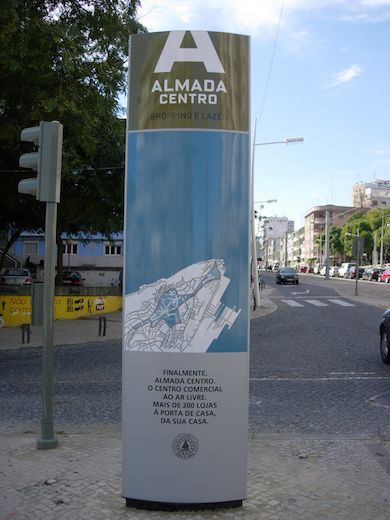 A
ALMADA
CENTRO
SHOPPING E LAZER
FINALMENTE,
ALMADA CENTRO.
O CENTRO COMERCIAL
AO AR LIVRE.
MAIS DE 200 LOJAS
À PORTA DE CASA.
DA SUA CASA.
Não